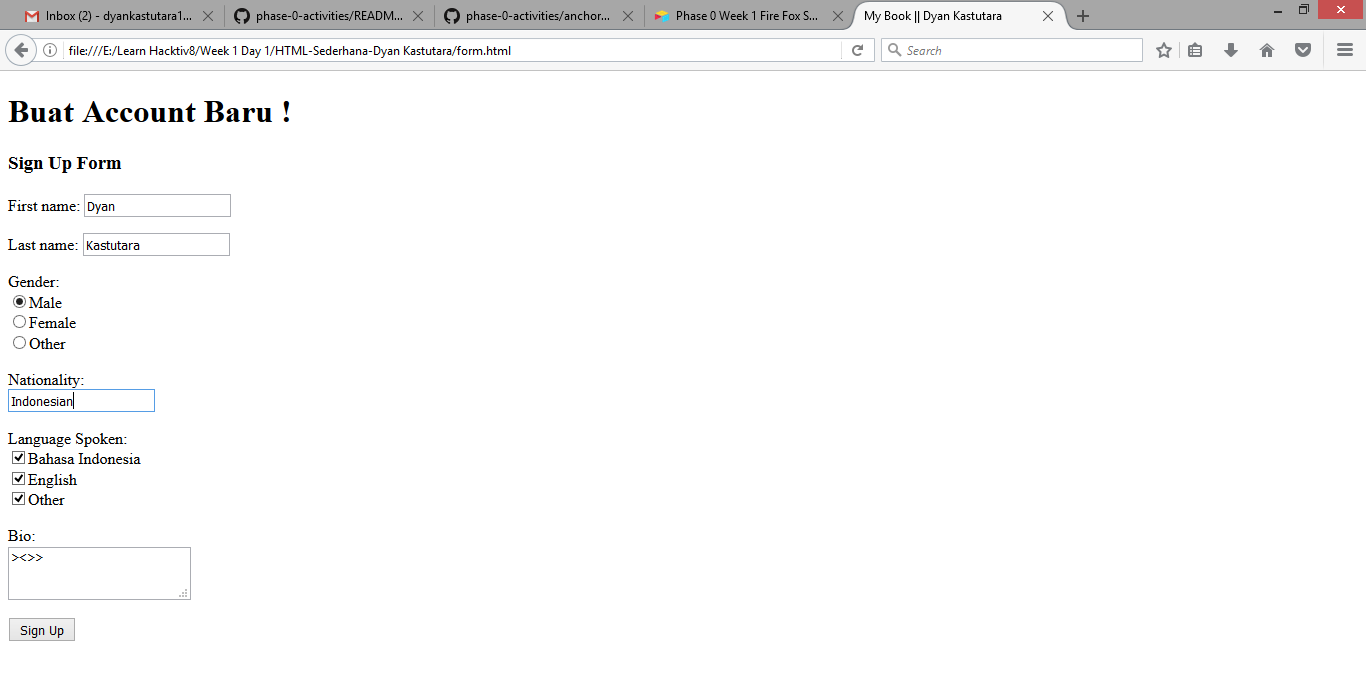 Inbox (2) - dyankastutara1...
phase-0-activities/READM...
phase-0-activities/anchor...
Phase 0 Week 1 Fire Fox S...
My Book || Dyan Kastutara
file:///E:/Learn Hacktiv8/Week 1 Day 1/HTML-Sederhana-Dyan Kastutara/form.html
Search
Buat Account Baru !
Sign Up Form
First name: Dyan
Last name: Kastutara
Gender:
Male
Female
Other
Nationality:
Indonesian
Language Spoken:
Bahasa Indonesia
English
Other
Bio:
><>>
Sign Up